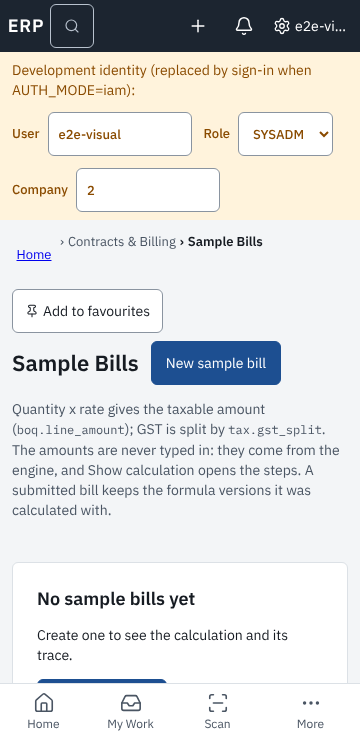 ERP
e2e-vi...
Development identity (replaced by sign-in when
AUTH_MODE=iam):
User e2e-visual Role SYSADM
Company 2
Home › Contracts & Billing › Sample Bills
Add to favourites
Sample Bills New sample bill
Quantity x rate gives the taxable amount
(boq.line_amount); GST is split by tax.gst_split.
The amounts are never typed in: they come from the
engine, and Show calculation opens the steps. A
submitted bill keeps the formula versions it was
calculated with.
No sample bills yet
Create one to see the calculation and its
trace.
Home My Work Scan More